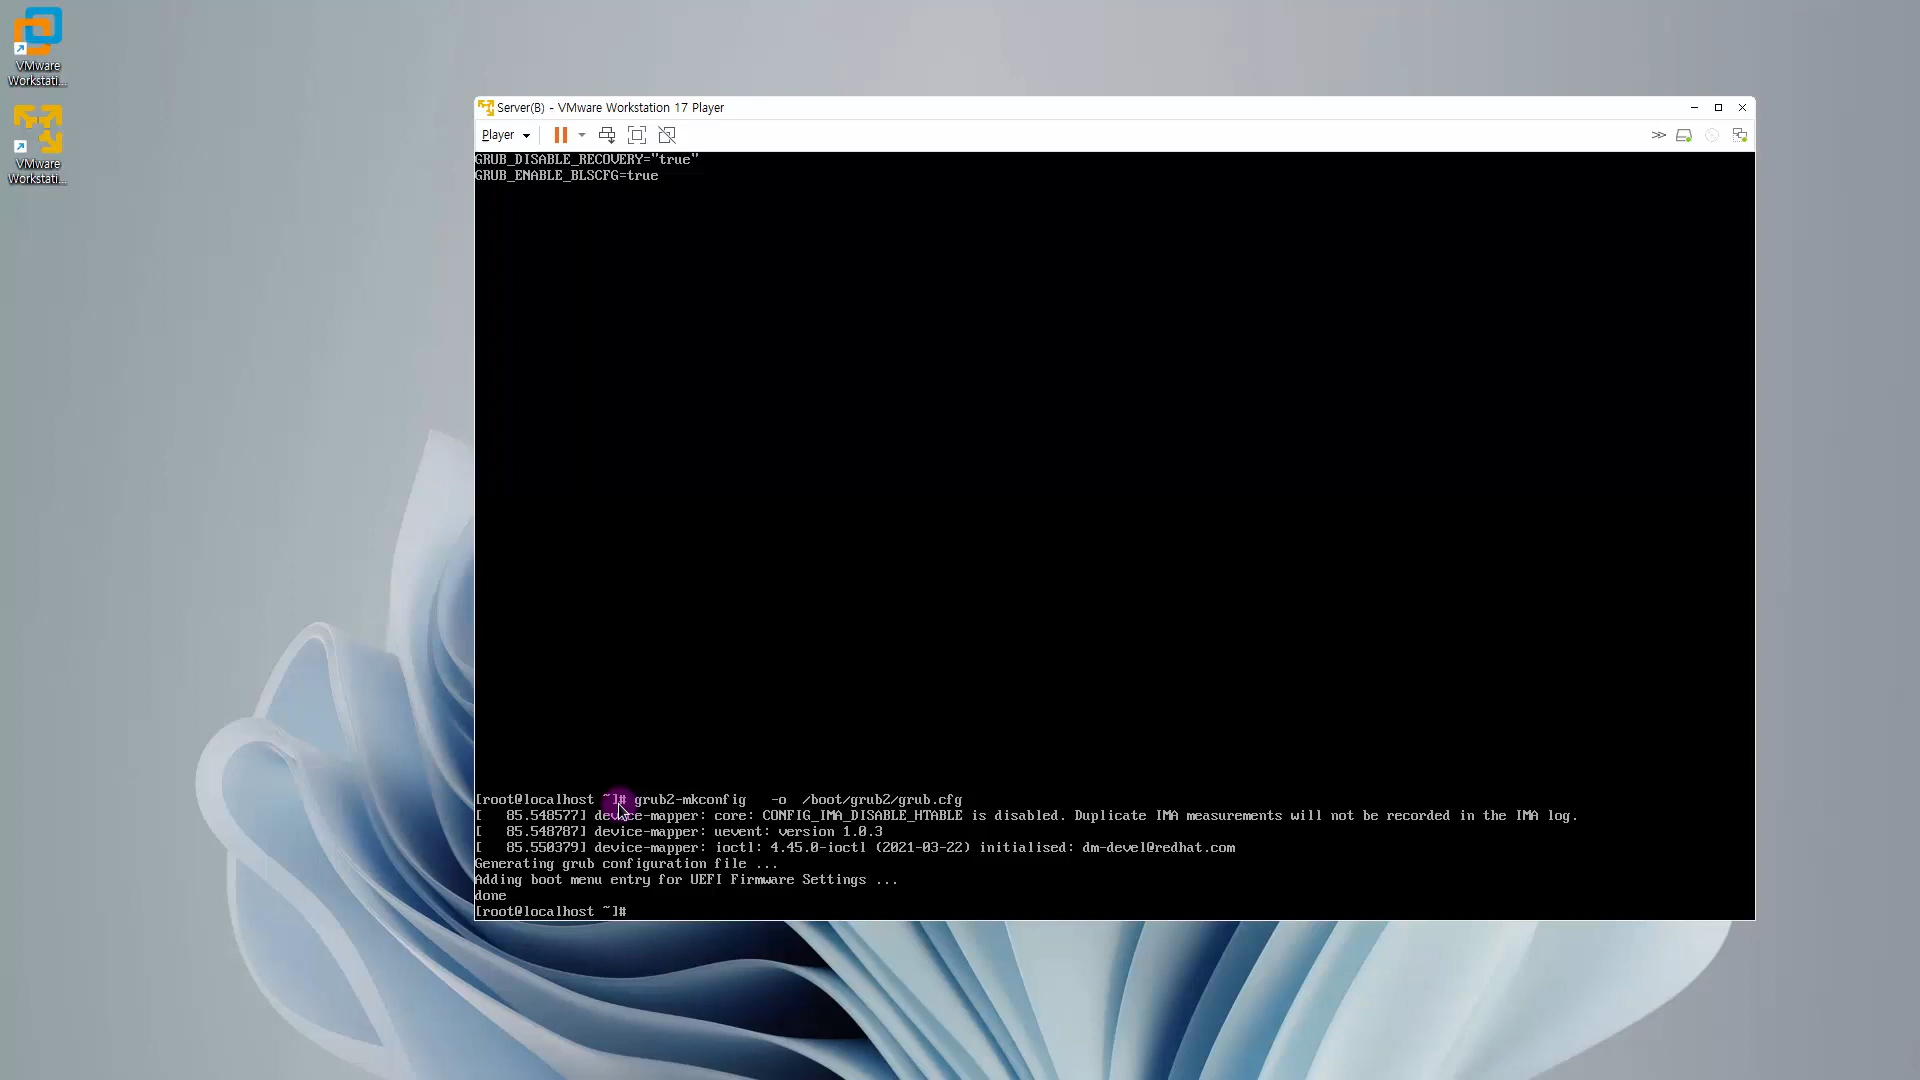 VMware
Workstati...
VMware
Workstati...
Server(B) - VMware Workstation 17 Player
Player
GRUB_DISABLE_RECOVERY="true"
GRUB_ENABLE_BLSCFG=true
[root@localhost ~]# grub2-mkconfig   -o  /boot/grub2/grub.cfg
[   85.548577] device-mapper: core: CONFIG_IMA_DISABLE_HTABLE is disabled. Duplicate IMA measurements will not be recorded in the IMA log.
[   85.548787] device-mapper: uevent: version 1.0.3
[   85.550379] device-mapper: ioctl: 4.45.0-ioctl (2021-03-22) initialised: dm-devel@redhat.com
Generating grub configuration file ...
Adding boot menu entry for UEFI Firmware Settings ...
done
[root@localhost ~]#